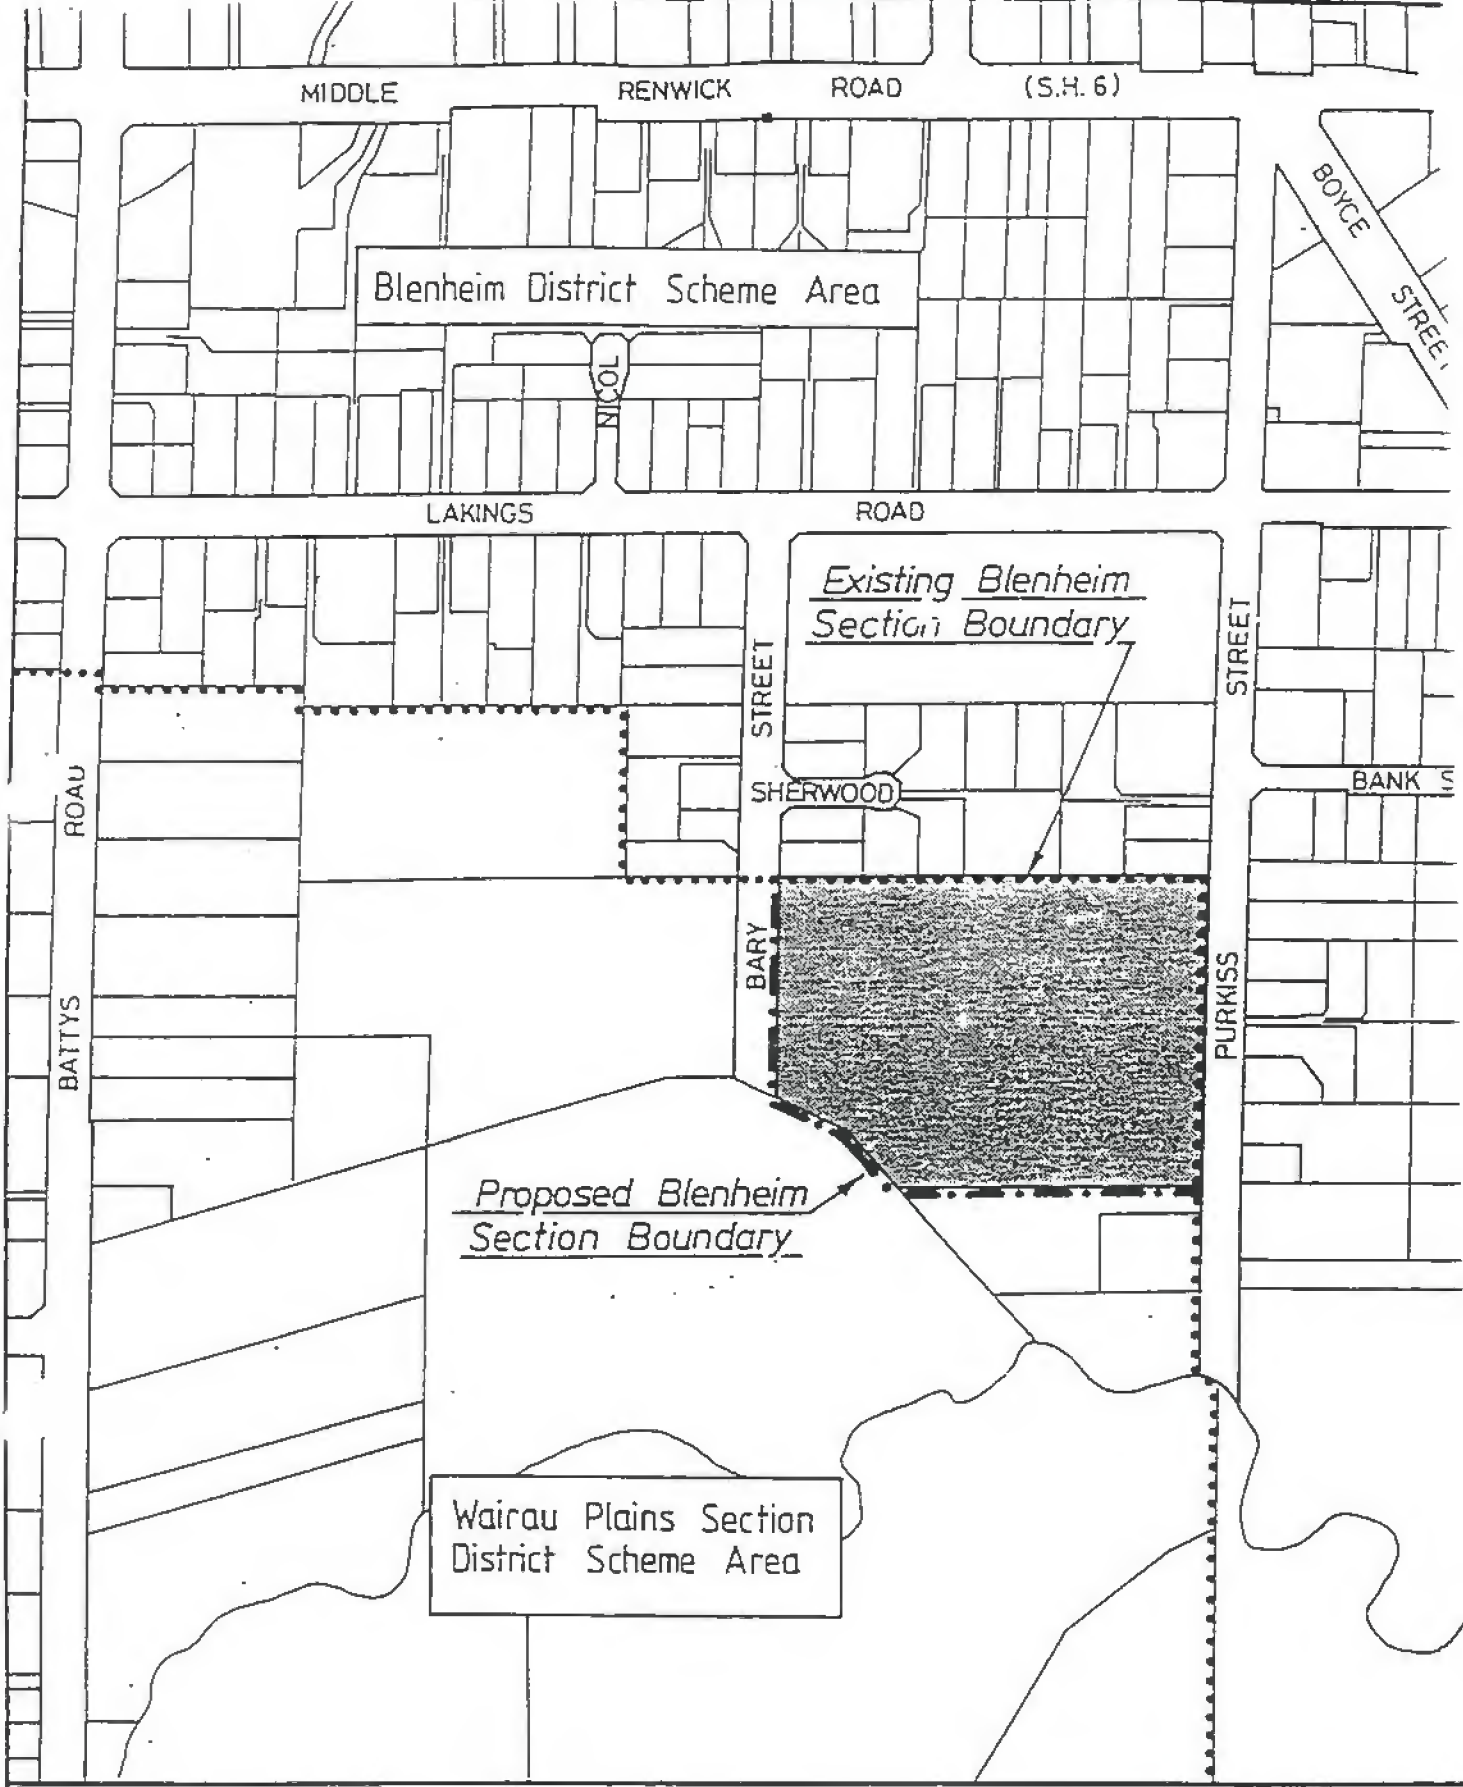 MIDDLE RENWICK ROAD (S.H. 6)
BOYCE STREET
Blenheim District Scheme Area
NICOL
LAKINGS ROAD
Existing Blenheim
Section Boundary
STREET
STREET
SHERWOOD
BANK S
ROAD
BARY
PURKISS
BATTYS
Proposed Blenheim
Section Boundary
Wairau Plains Section
District Scheme Area